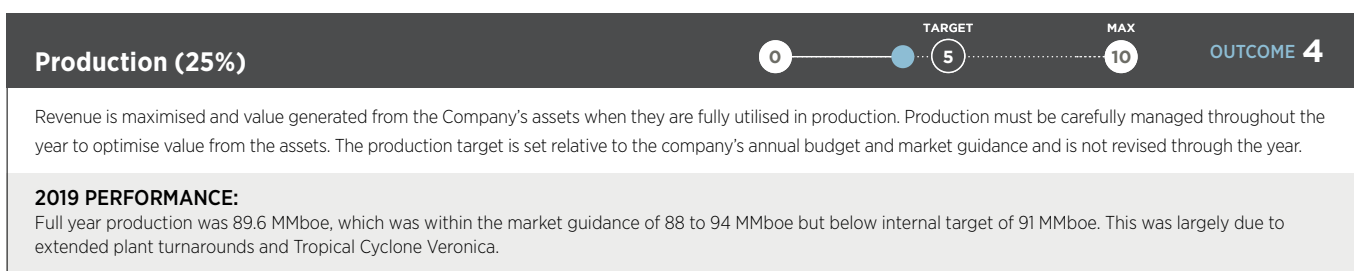 TARGET MAX
Production (25%) 0 5 10 OUTCOME 4
Revenue is maximised and value generated from the Company's assets when they are fully utilised in production. Production must be carefully managed throughout the
year to optimise value from the assets. The production target is set relative to the company's annual budget and market guidance and is not revised through the year.
2019 PERFORMANCE:
Full year production was 89.6 MMboe, which was within the market guidance of 88 to 94 MMboe but below internal target of 91 MMboe. This was largely due to
extended plant turnarounds and Tropical Cyclone Veronica.